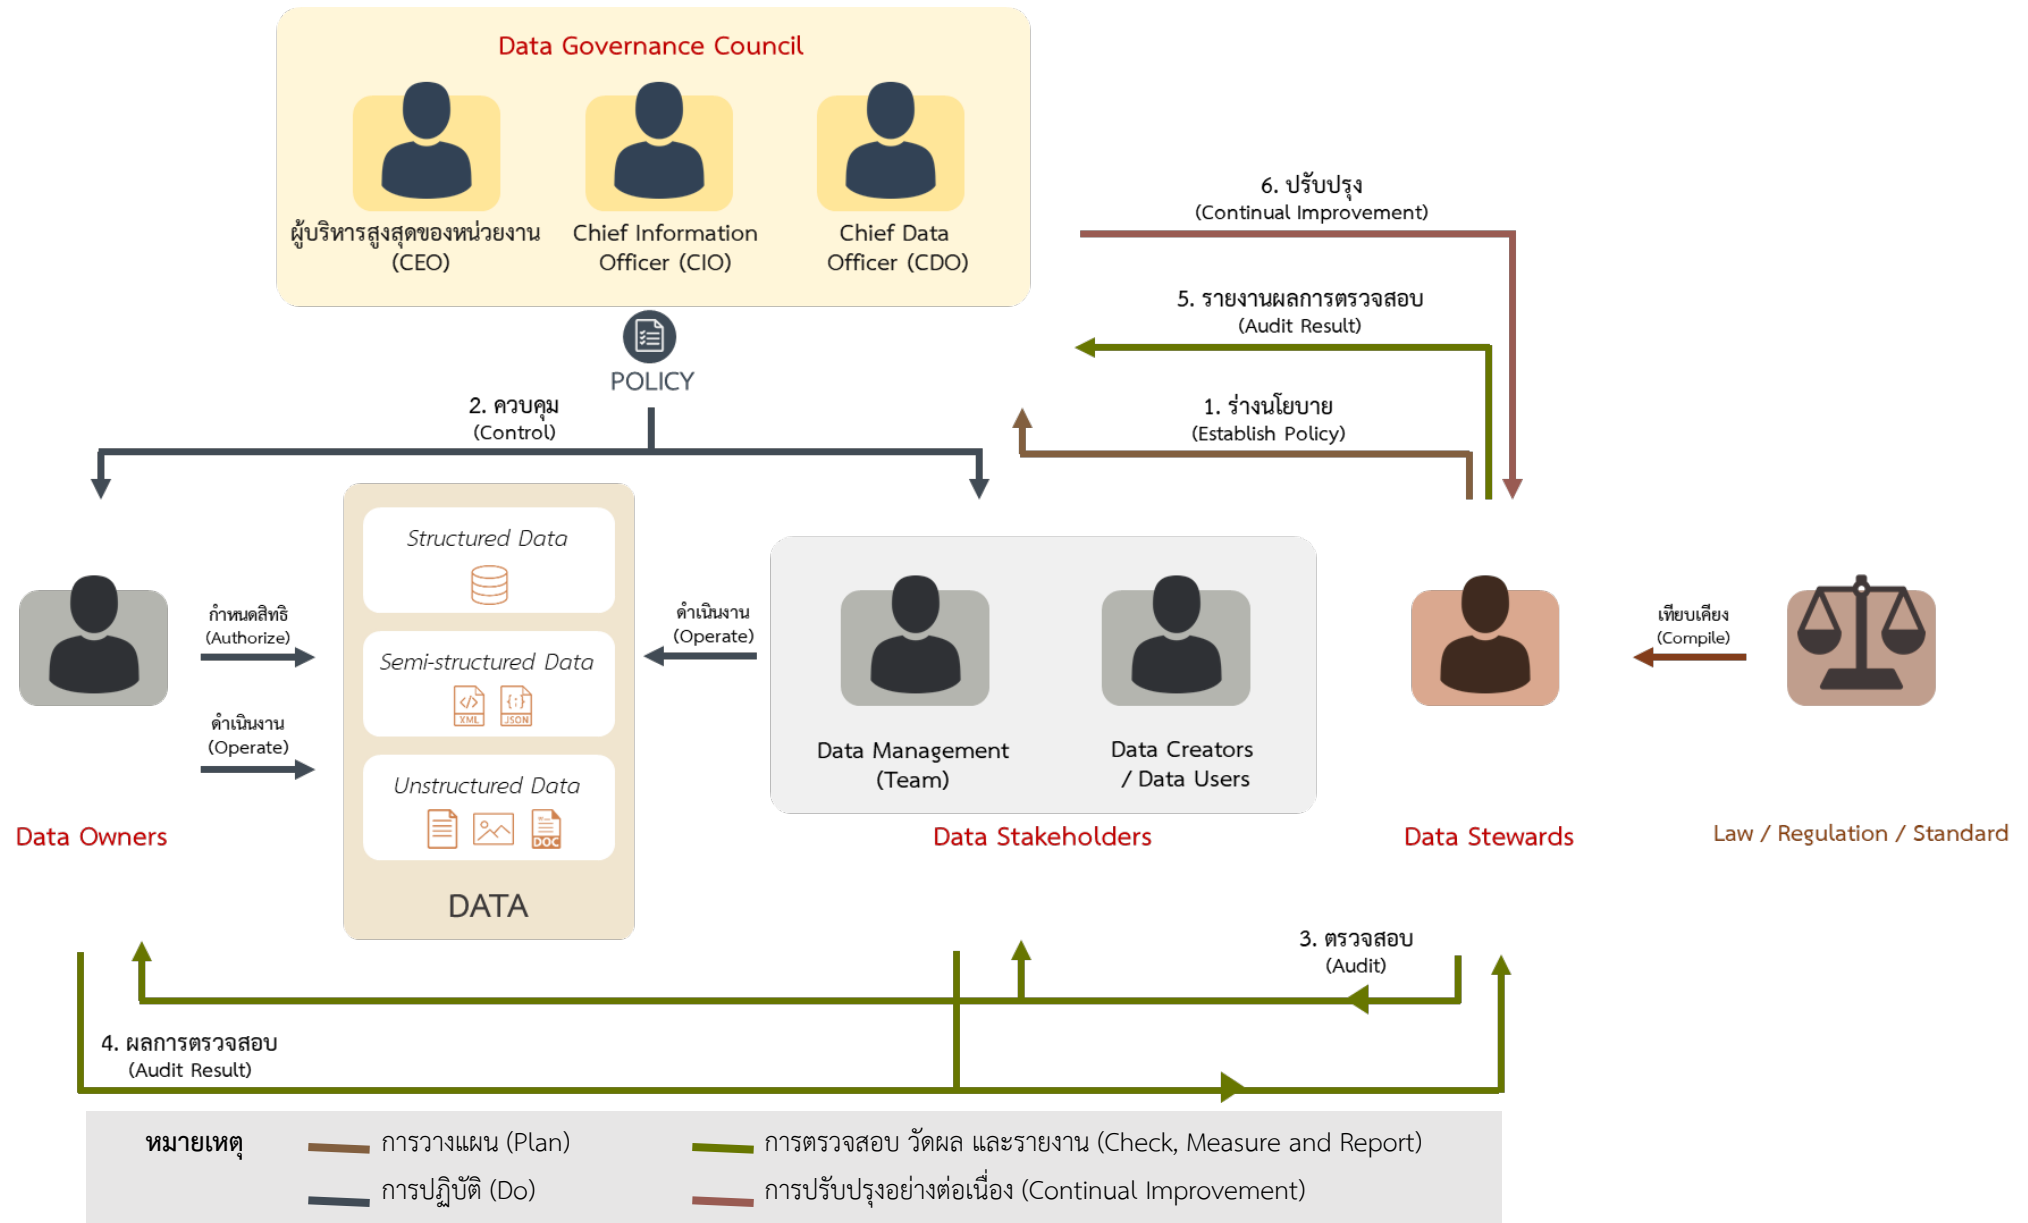 Data Governance Council
ผู้บริหารสูงสุดของหน่วยงาน
(CEO)
Chief Information
Officer (CIO)
Chief Data
Officer (CDO)
POLICY
6. ปรับปรุง
(Continual Improvement)
5. รายงานผลการตรวจสอบ
(Audit Result)
1. ร่างนโยบาย
(Establish Policy)
2. ควบคุม
(Control)
กำหนดสิทธิ
(Authorize)
ดำเนินงาน
(Operate)
Data Owners
Structured Data
Semi-structured Data
XML
JSON
Unstructured Data
DOC
DATA
ดำเนินงาน
(Operate)
Data Management
(Team)
Data Creators
/ Data Users
Data Stakeholders
Data Stewards
เทียบเคียง
(Compile)
Law / Regulation / Standard
3. ตรวจสอบ
(Audit)
4. ผลการตรวจสอบ
(Audit Result)
หมายเหตุ
การวางแผน (Plan)
การตรวจสอบ วัดผล และรายงาน (Check, Measure and Report)
การปฏิบัติ (Do)
การปรับปรุงอย่างต่อเนื่อง (Continual Improvement)